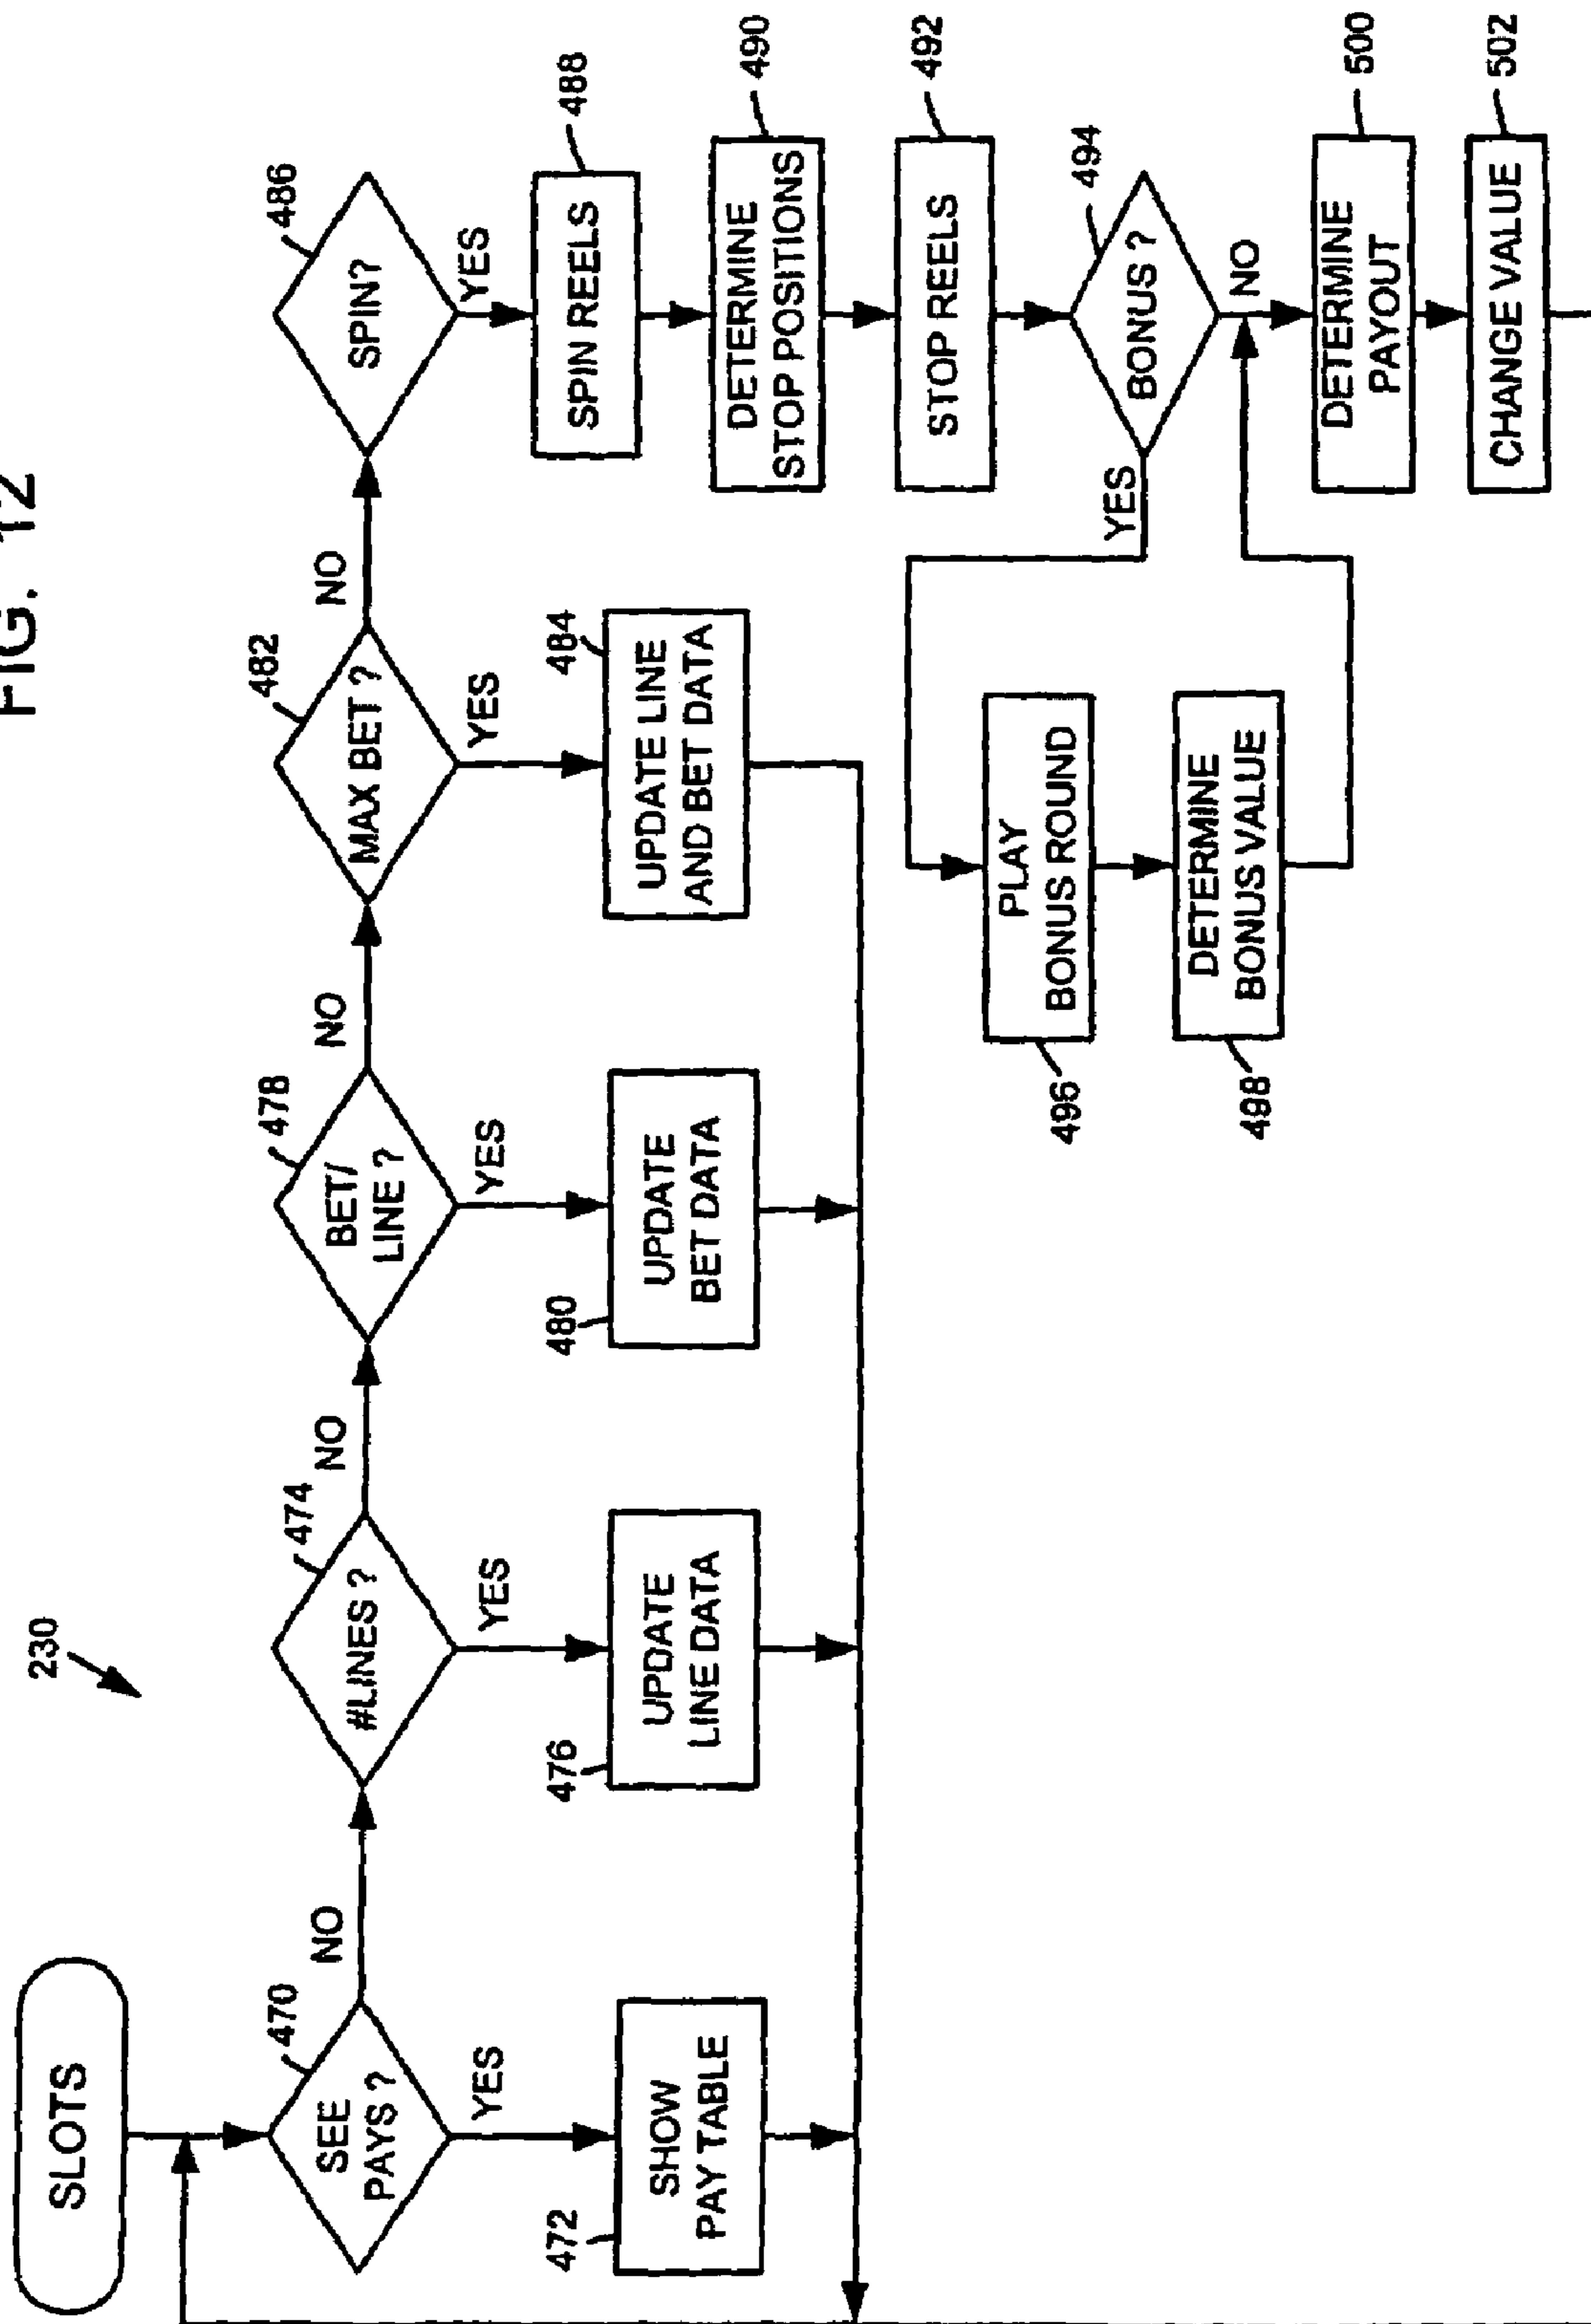 FIG. 12
230
SLOTS
470
SEE
PAYS ?
NO
YES
472
SHOW
PAY TABLE
474
#LINES ?
NO
YES
476
UPDATE
LINE DATA
478
BET/
LINE ?
NO
YES
480
UPDATE
BET DATA
482
MAX BET ?
NO
YES
484
UPDATE LINE
AND BET DATA
486
SPIN?
YES
488
SPIN REELS
490
DETERMINE
STOP POSITIONS
492
STOP REELS
494
BONUS ?
YES
NO
496
PLAY
BONUS ROUND
498
DETERMINE
BONUS VALUE
500
DETERMINE
PAYOUT
502
CHANGE VALUE